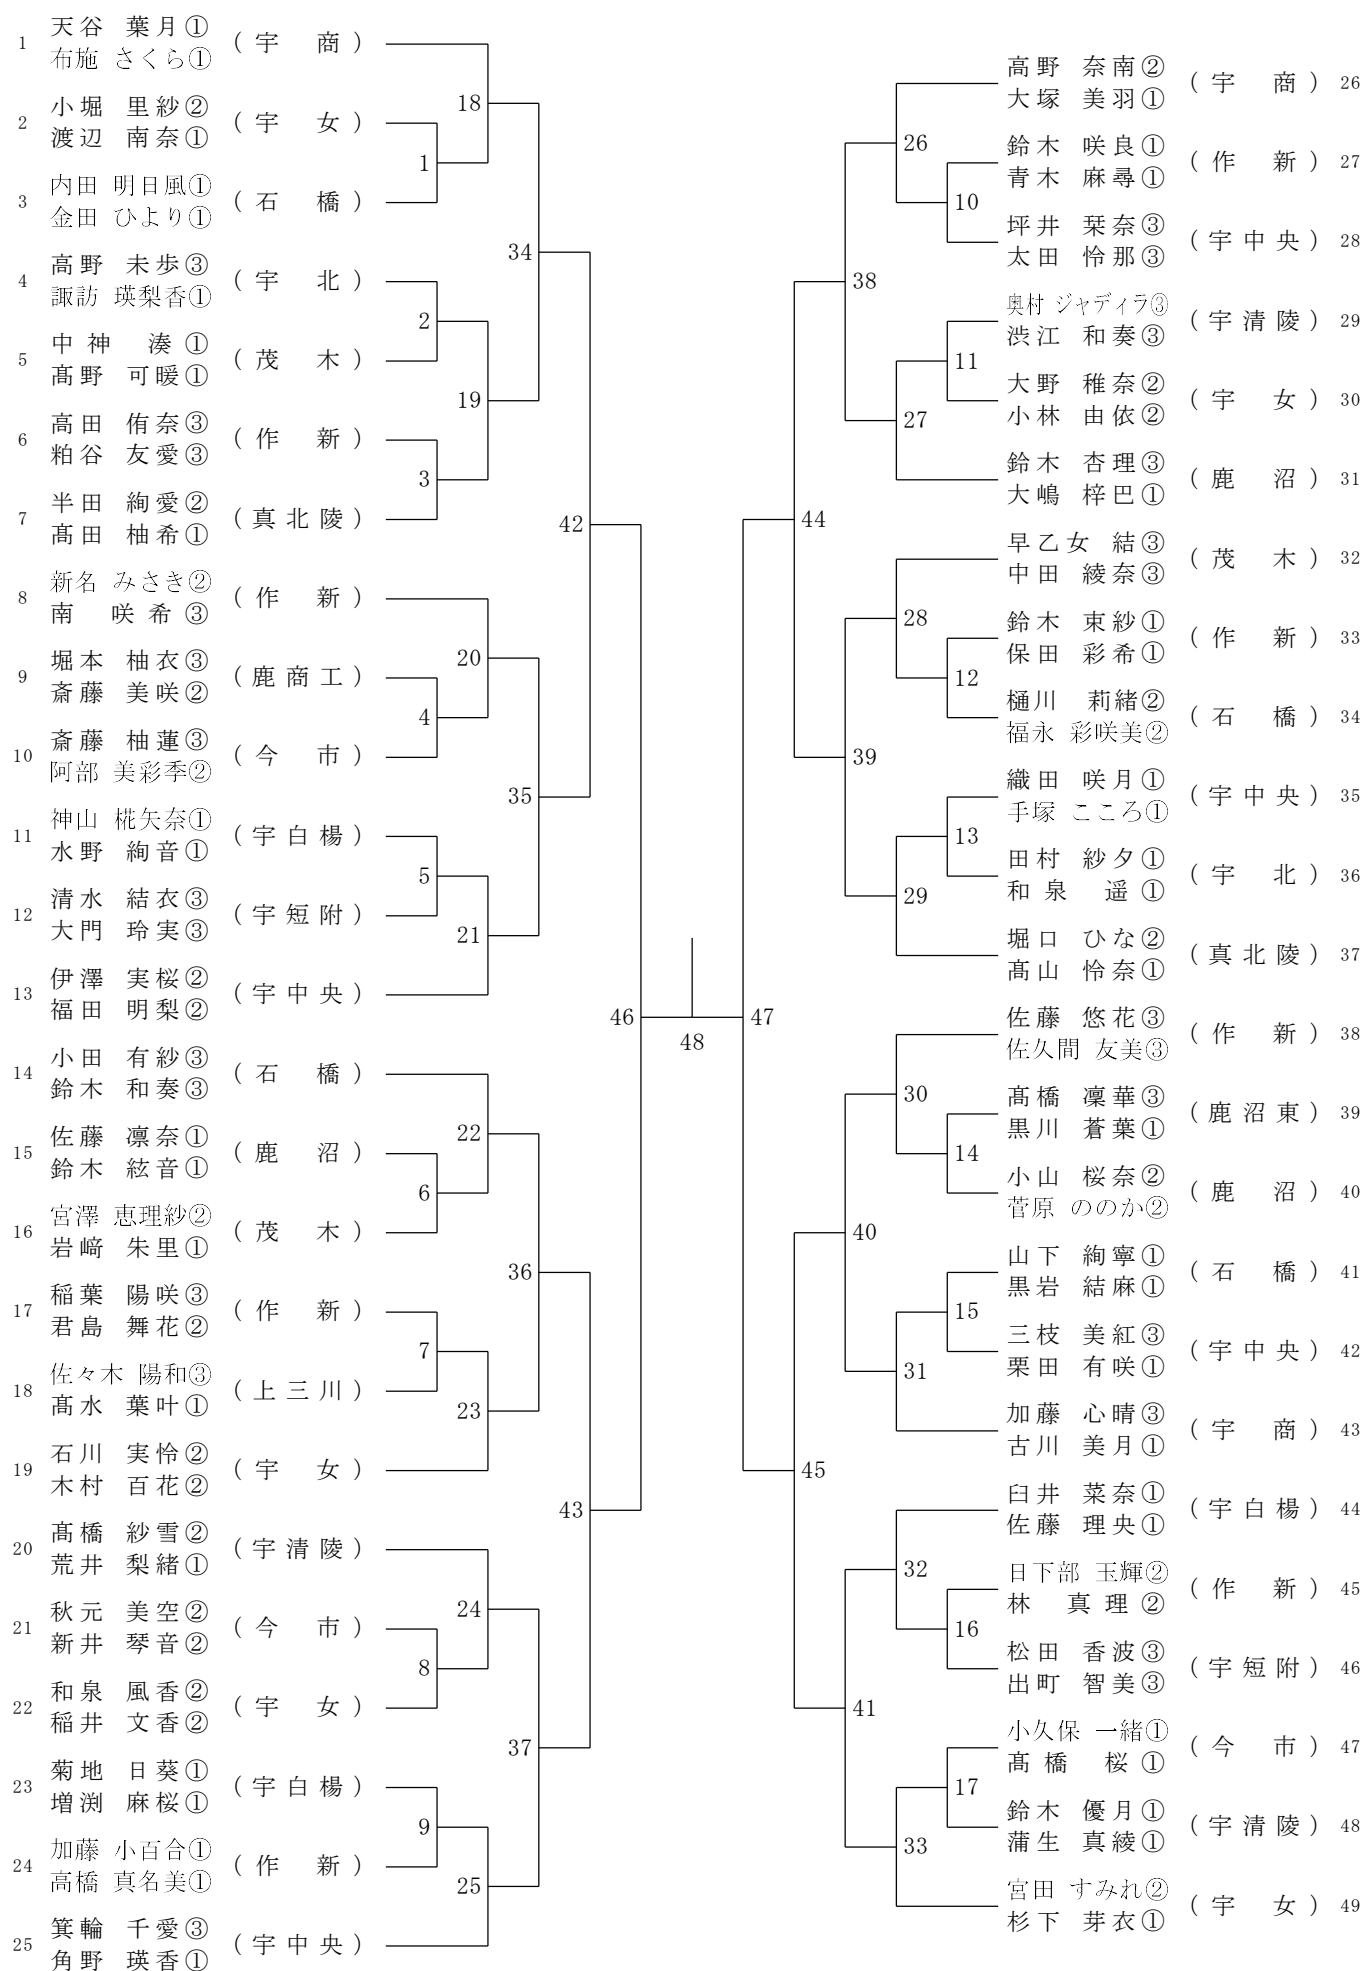 1 天谷 葉月① (宇 商)
布施 さくら①
2 小堀 里紗② (宇 女)
渡辺 南奈①
3 内田 明日風① (石 橋)
金田 ひより①
4 高野 未歩③ (宇 北)
諏訪 瑛梨香①
5 中神 湊① (茂 木)
髙野 可暖①
6 高田 侑奈③ (作 新)
粕谷 友愛③
7 半田 絢愛② (真北陵)
髙田 柚希①
8 新名 みさき② (作 新)
南 咲希③
9 堀本 柚衣③ (鹿商工)
斎藤 美咲②
10 斎藤 柚蓮③ (今 市)
阿部 美彩季②
11 神山 椛矢奈① (宇白楊)
水野 絢音①
12 清水 結衣③ (宇短附)
大門 玲実③
13 伊澤 実桜② (宇中央)
福田 明梨②
14 小田 有紗③ (石 橋)
鈴木 和奏③
15 佐藤 凛奈① (鹿 沼)
鈴木 絃音①
16 宮澤 恵理紗② (茂 木)
岩﨑 朱里①
17 稲葉 陽咲③ (作 新)
君島 舞花②
18 佐々木 陽和③ (上三川)
髙水 葉叶①
19 石川 実怜② (宇 女)
木村 百花②
20 髙橋 紗雪② (宇清陵)
荒井 梨緒①
21 秋元 美空② (今 市)
新井 琴音②
22 和泉 風香② (宇 女)
稲井 文香②
23 菊地 日葵① (宇白楊)
増渕 麻桜①
24 加藤 小百合① (作 新)
高橋 真名美①
25 箕輪 千愛③ (宇中央)
角野 瑛香①
1
2
3
4
5
6
7
8
9
18
19
20
21
22
23
24
25
34
35
36
37
42
43
46
48
47
44
45
38
39
40
41
26
27
28
29
30
31
32
33
10
11
12
13
14
15
16
17
高野 奈南② (宇 商) 26
大塚 美羽①
鈴木 咲良① (作 新) 27
青木 麻尋①
坪井 栞奈③ (宇中央) 28
太田 怜那③
奥村 ジャディラ③ (宇清陵) 29
渋江 和奏③
大野 稚奈② (宇 女) 30
小林 由依②
鈴木 杏理③ (鹿 沼) 31
大嶋 梓巴①
早乙女 結③ (茂 木) 32
中田 綾奈③
鈴木 東紗① (作 新) 33
保田 彩希①
樋川 莉緒② (石 橋) 34
福永 彩咲美②
織田 咲月① (宇中央) 35
手塚 こころ①
田村 紗夕① (宇 北) 36
和泉 遥①
堀口 ひな② (真北陵) 37
髙山 怜奈①
佐藤 悠花③ (作 新) 38
佐久間 友美③
髙橋 凜華③ (鹿沼東) 39
黒川 蒼葉①
小山 桜奈② (鹿 沼) 40
菅原 ののか②
山下 絢寧① (石 橋) 41
黒岩 結麻①
三枝 美紅③ (宇中央) 42
栗田 有咲①
加藤 心晴③ (宇 商) 43
古川 美月①
臼井 菜奈① (宇白楊) 44
佐藤 理央①
日下部 玉輝② (作 新) 45
林 真理②
松田 香波③ (宇短附) 46
出町 智美③
小久保 一緒① (今 市) 47
髙橋 桜①
鈴木 優月① (宇清陵) 48
蒲生 真綾①
宮田 すみれ② (宇 女) 49
杉下 芽衣①